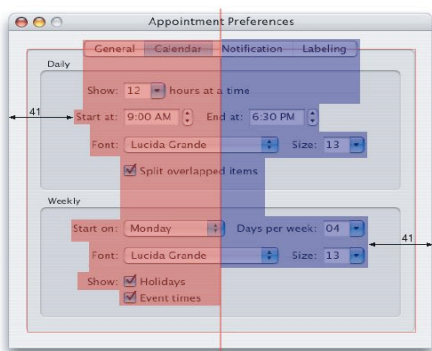 Appointment Preferences
General Calendar Notification Labeling
Daily
Show: 12 hours at a time
41
Start at: 9:00 AM End at: 6:30 PM
Font: Lucida Grande Size: 13
Split overlapped items
Weekly
Start on: Monday Days per week: 04
41
Font: Lucida Grande Size: 13
Show: Holidays
Event times